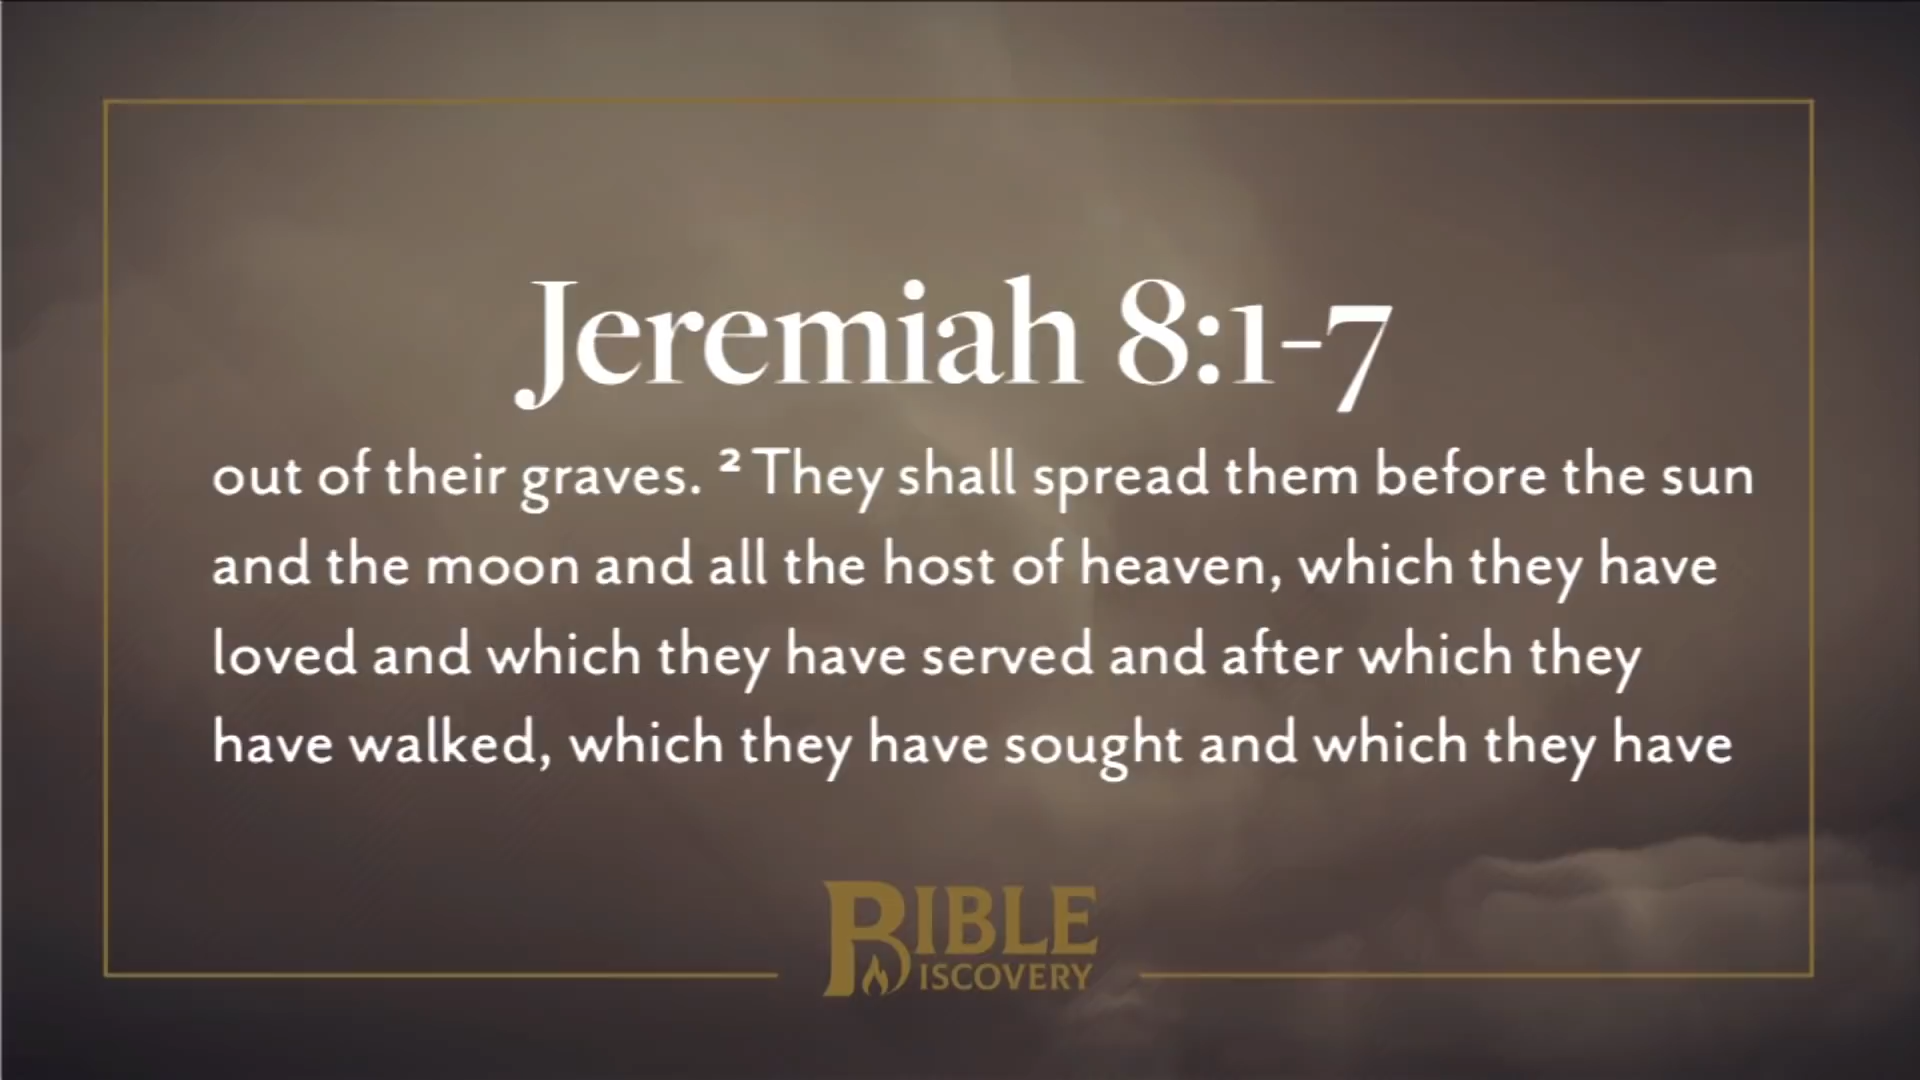 Jeremiah 8:1-7
out of their graves. ² They shall spread them before the sun
and the moon and all the host of heaven, which they have
loved and which they have served and after which they
have walked, which they have sought and which they have
BIBLE
DISCOVERY